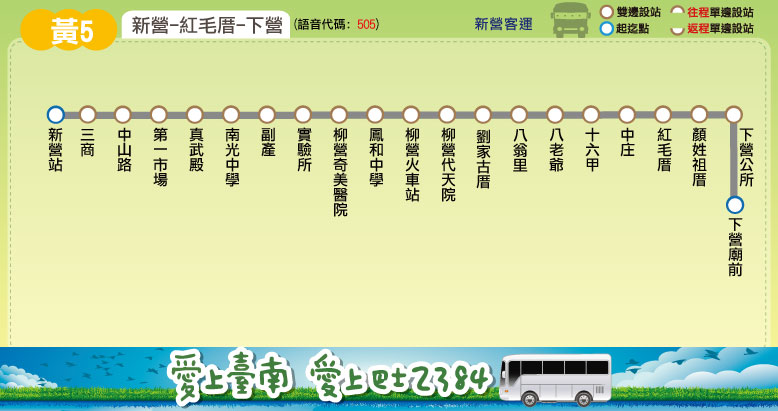 黃5
新營-紅毛厝-下營 (語音代碼: 505)
新營客運
雙邊設站
往程單邊設站
起迄點
返程單邊設站
新營站
三商
中山路
第一市場
真武殿
南光中學
副產
實驗所
柳營奇美醫院
鳳和中學
柳營火車站
柳營代天院
劉家古厝
八翁里
八老爺
十六甲
中庄
紅毛厝
顏姓祖厝
下營公所
下營廟前
愛上臺南 愛上巴士2384